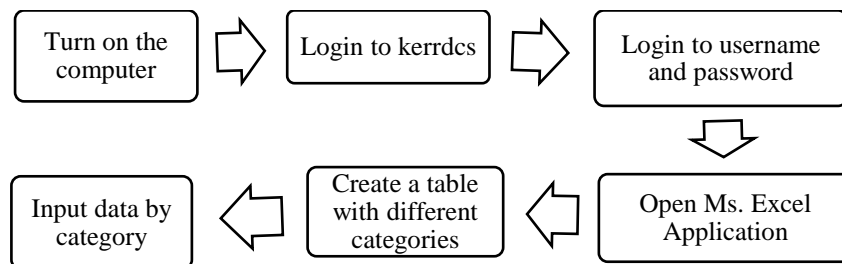 Turn on the
computer
Login to kerrdcs
Login to username
and password
Open Ms. Excel
Application
Create a table
with different
categories
Input data by
category